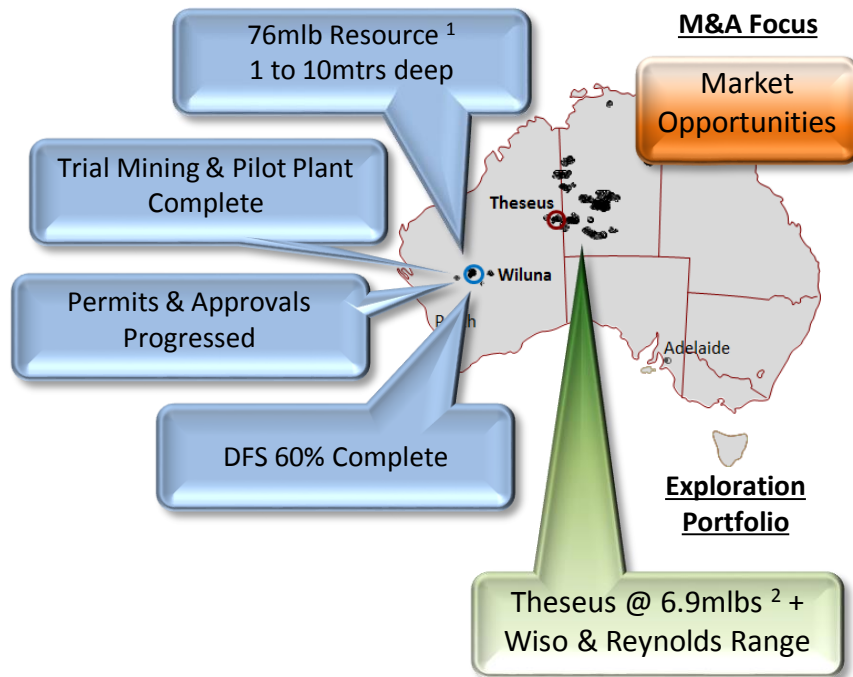 76mlb Resource 1
1 to 10mtrs deep
M&A Focus
Market
Opportunities
Trial Mining & Pilot Plant
Complete
Theseus
Wiluna
Permits & Approvals
Progressed
Adelaide
DFS 60% Complete
Exploration
Portfolio
Theseus @ 6.9mlbs 2 +
Wiso & Reynolds Range